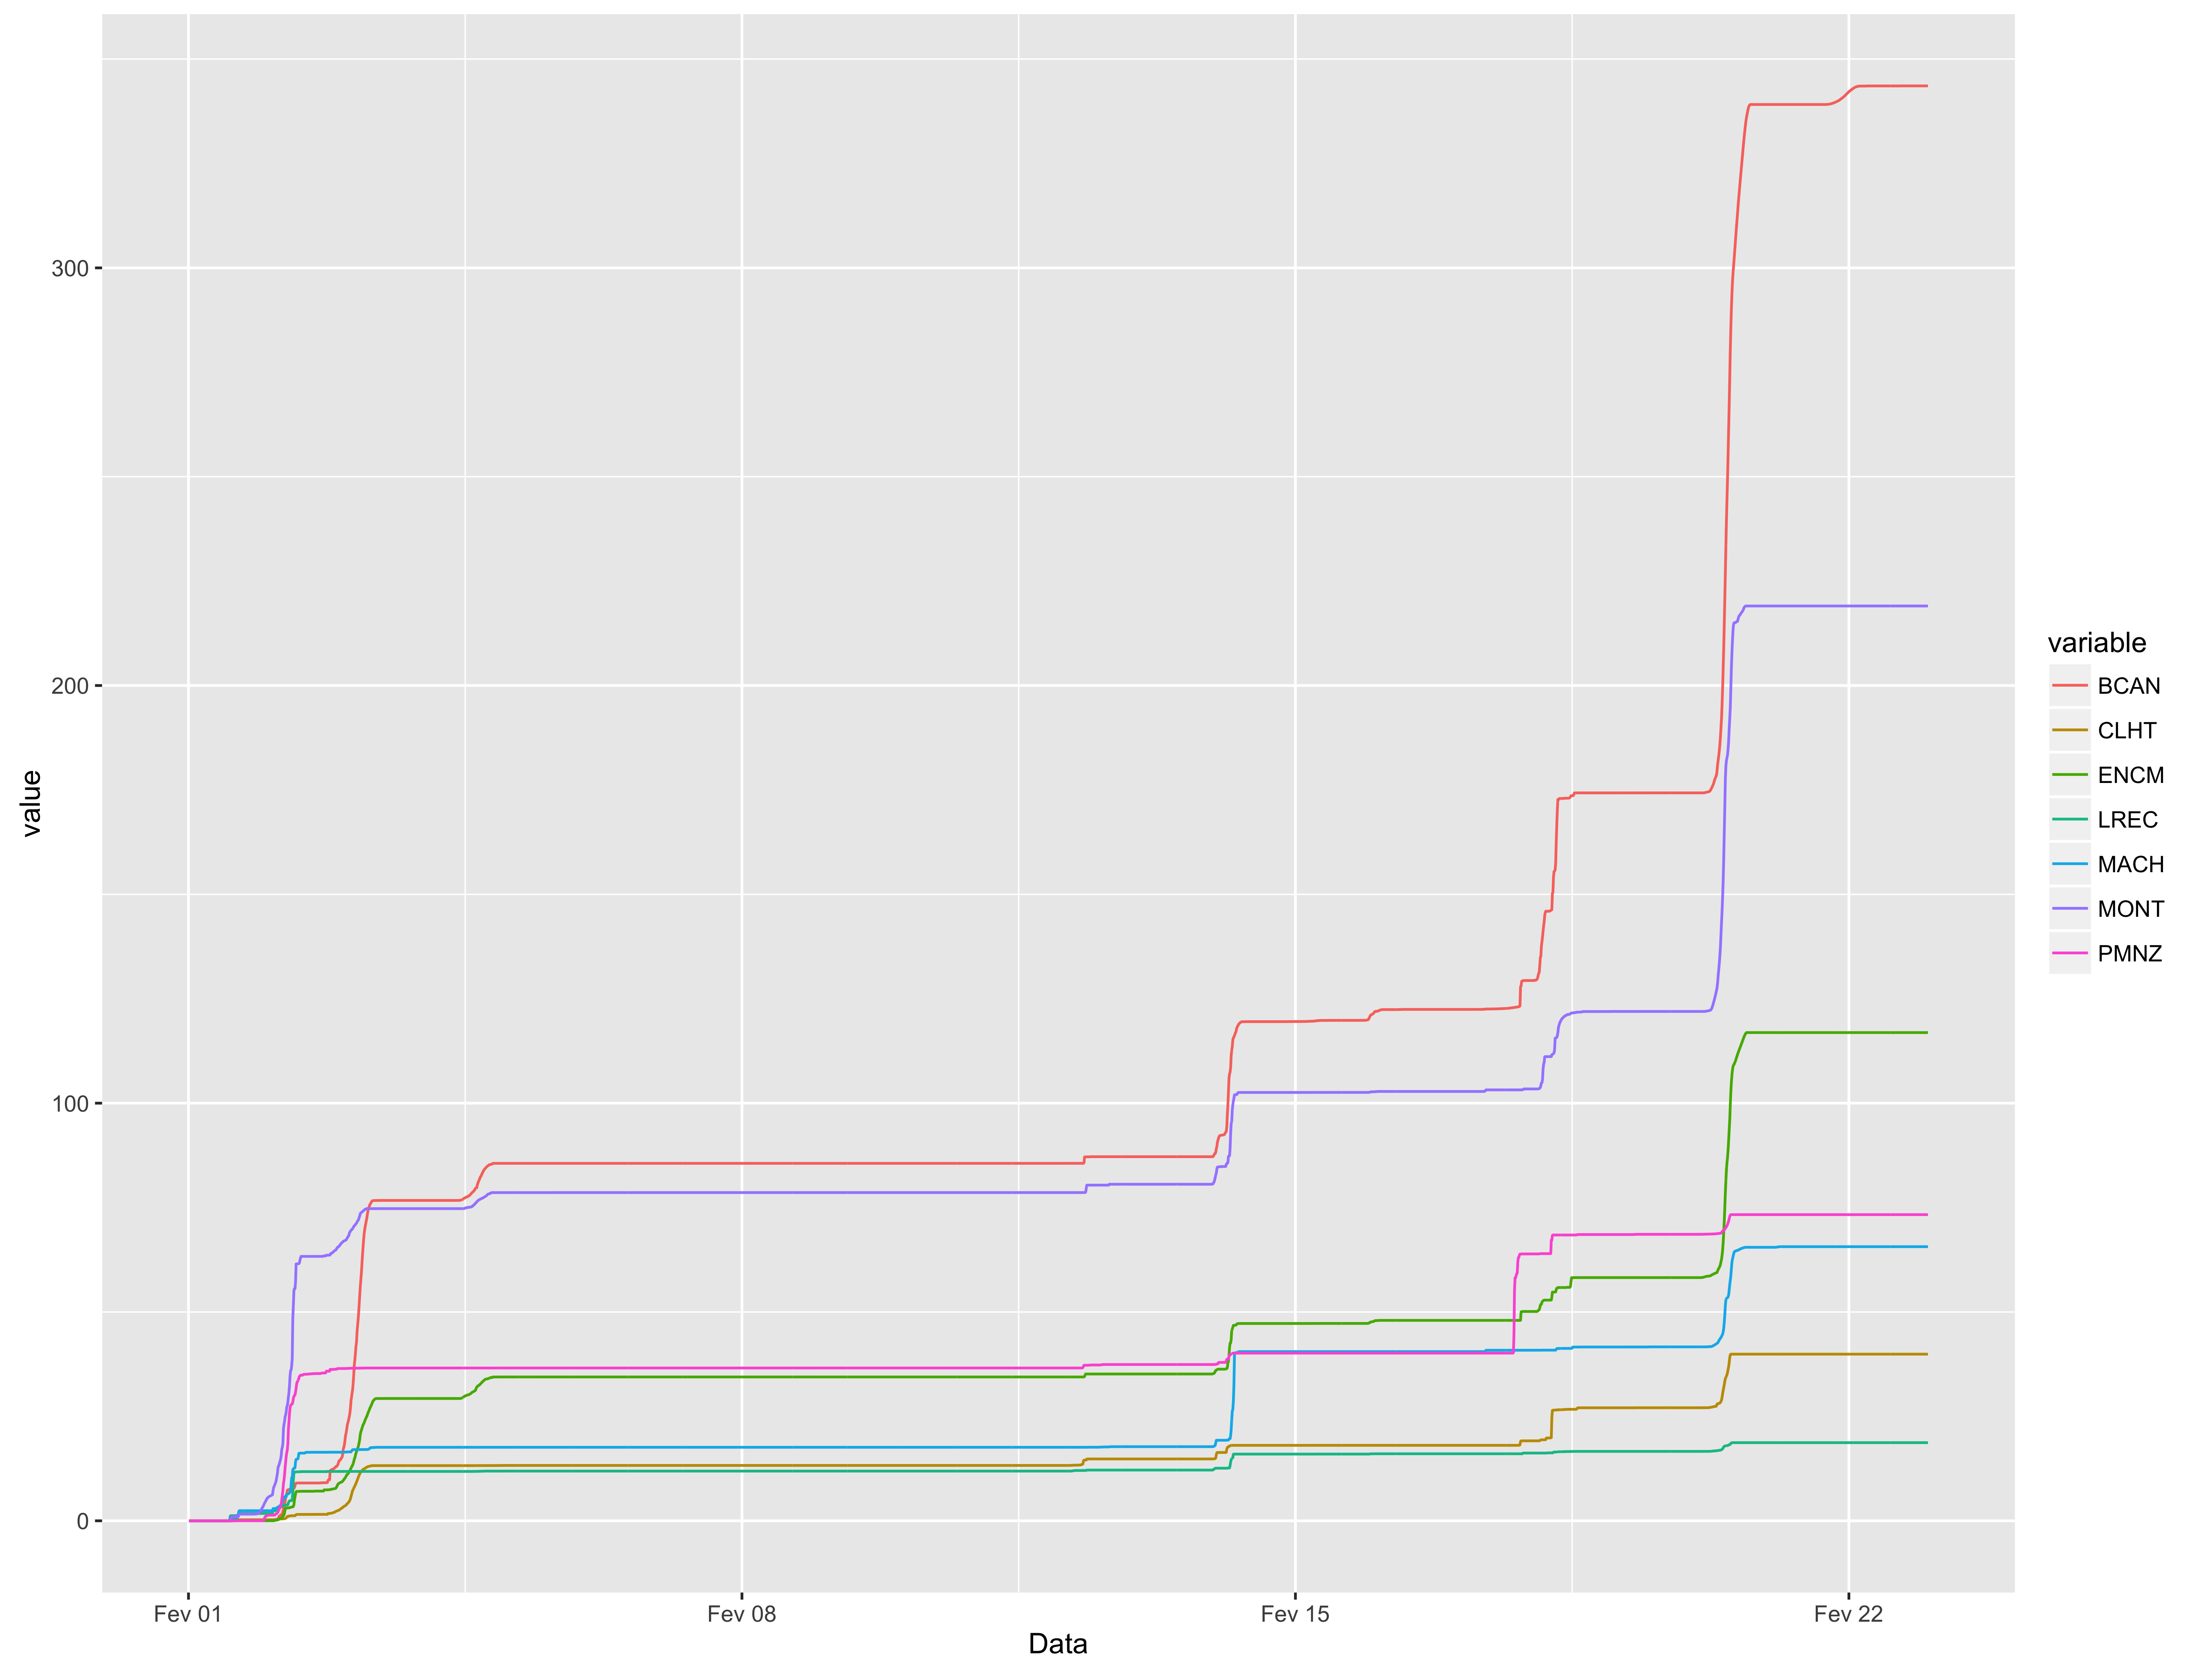 300
200
100
0
value
Fev 01
Fev 08
Fev 15
Fev 22
Data
variable
BCAN
CLHT
ENCM
LREC
MACH
MONT
PMNZ